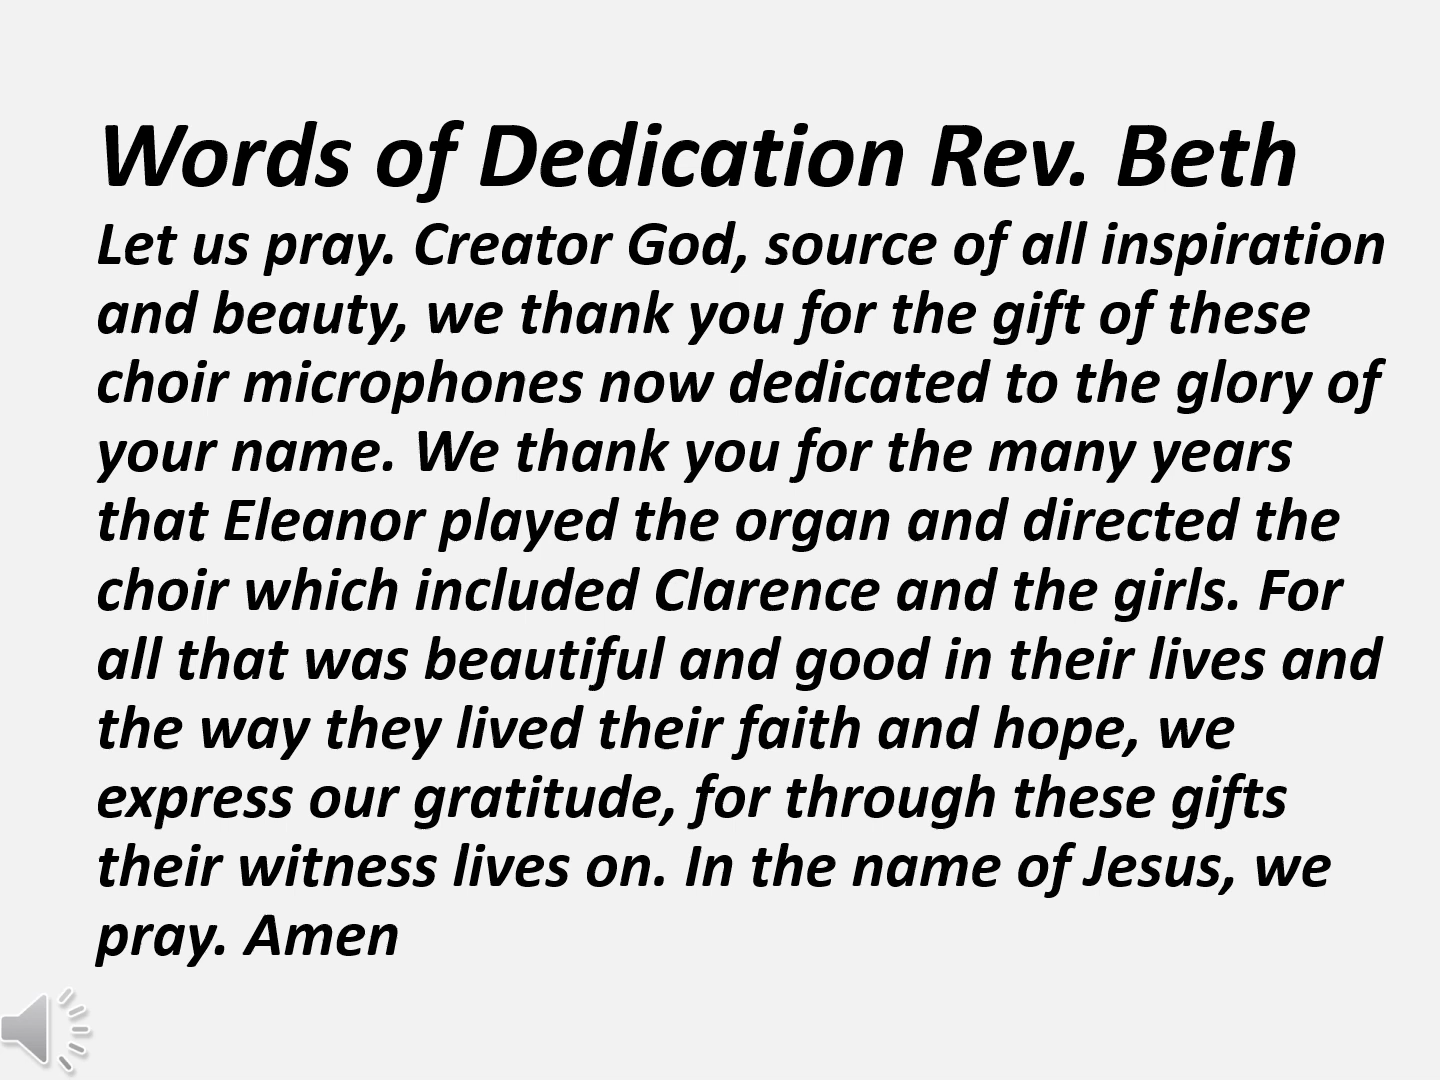 Words of Dedication Rev. Beth
Let us pray. Creator God, source of all inspiration
and beauty, we thank you for the gift of these
choir microphones now dedicated to the glory of
your name. We thank you for the many years
that Eleanor played the organ and directed the
choir which included Clarence and the girls. For
all that was beautiful and good in their lives and
the way they lived their faith and hope, we
express our gratitude, for through these gifts
their witness lives on. In the name of Jesus, we
pray. Amen